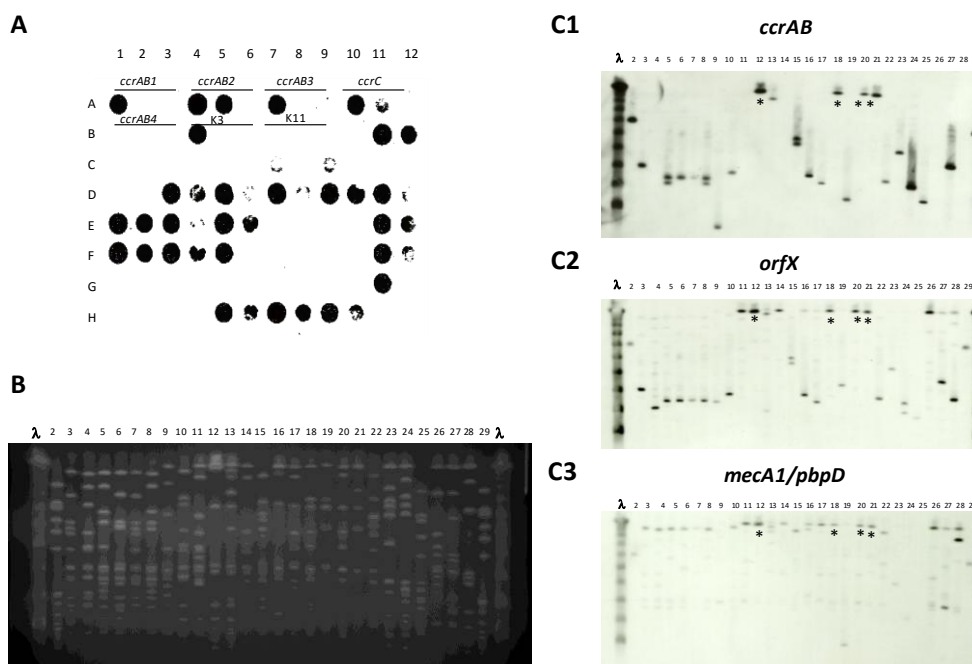 A
1 2 3 4 5 6 7 8 9 10 11 12
ccrAB1 ccrAB2 ccrAB3 ccrC
A
ccrAB4 K3 K11
B
C
D
E
F
G
H
B
λ 2 3 4 5 6 7 8 9 10 11 12 13 14 15 16 18 19 20 21 22 23 24 25 26 27 28 29 λ
C1
ccrAB
λ 2 3 4 5 6 7 8 9 10 11 12 13 14 15 16 17 18 19 20 21 22 23 24 25 26 27 28
* * * *
C2
orfX
λ 2 3 4 5 6 7 8 9 10 11 12 13 14 15 16 17 18 19 20 21 22 23 24 25 26 27 28 29
* * * *
C3
mecA1/pbpD
λ 2 3 4 5 6 7 8 9 10 11 12 13 14 15 16 17 18 19 20 21 22 23 24 25 26 27 28 2
* * * *